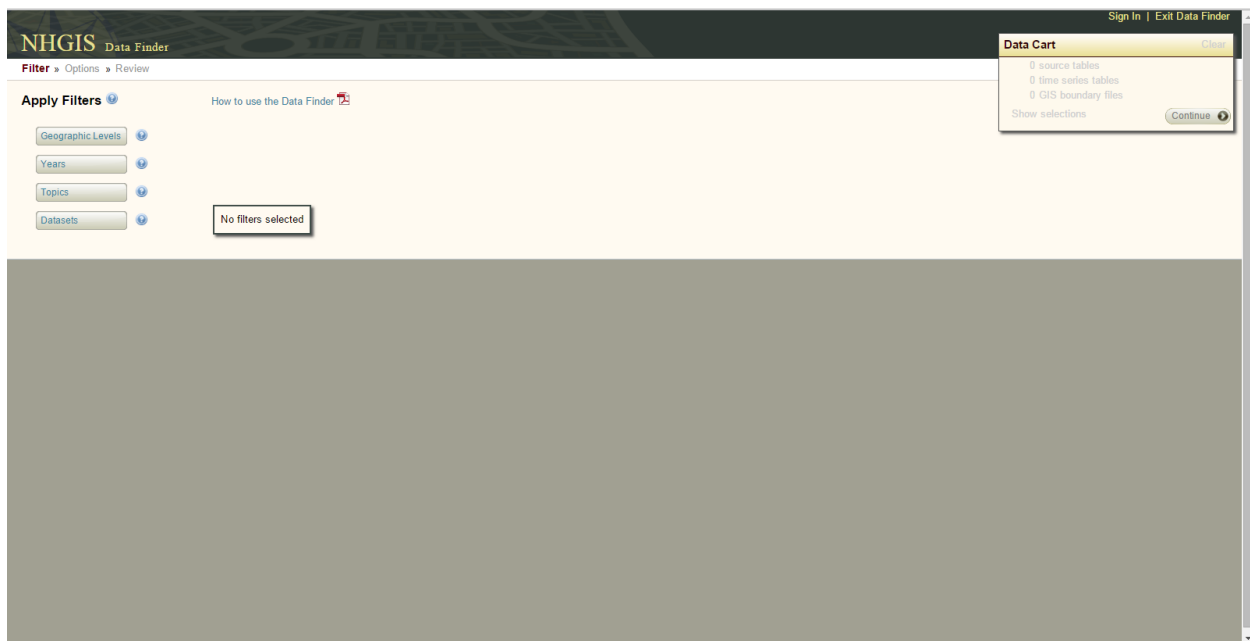 Sign In | Exit Data Finder
NHGIS Data Finder
Filter » Options » Review
Data Cart Clear
0 source tables
0 time series tables
0 GIS boundary files
Show selections Continue
Apply Filters
How to use the Data Finder
Geographic Levels
Years
Topics
Datasets
No filters selected